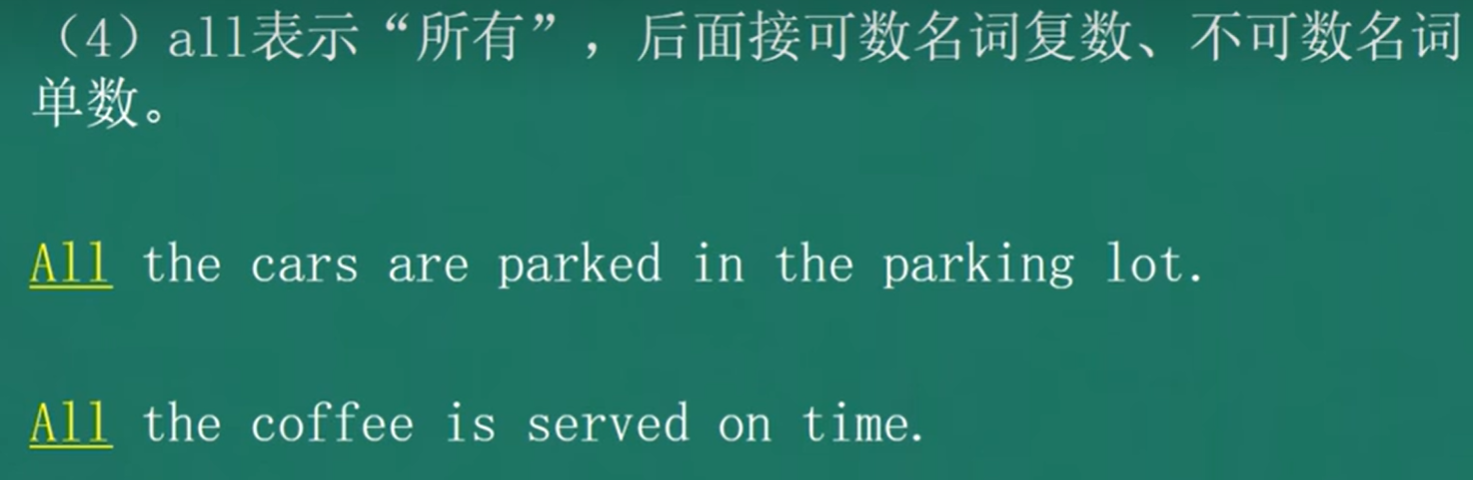 （4）all表示“所有”，后面接可数名词复数、不可数名词
单数。
All the cars are parked in the parking lot.
All the coffee is served on time.